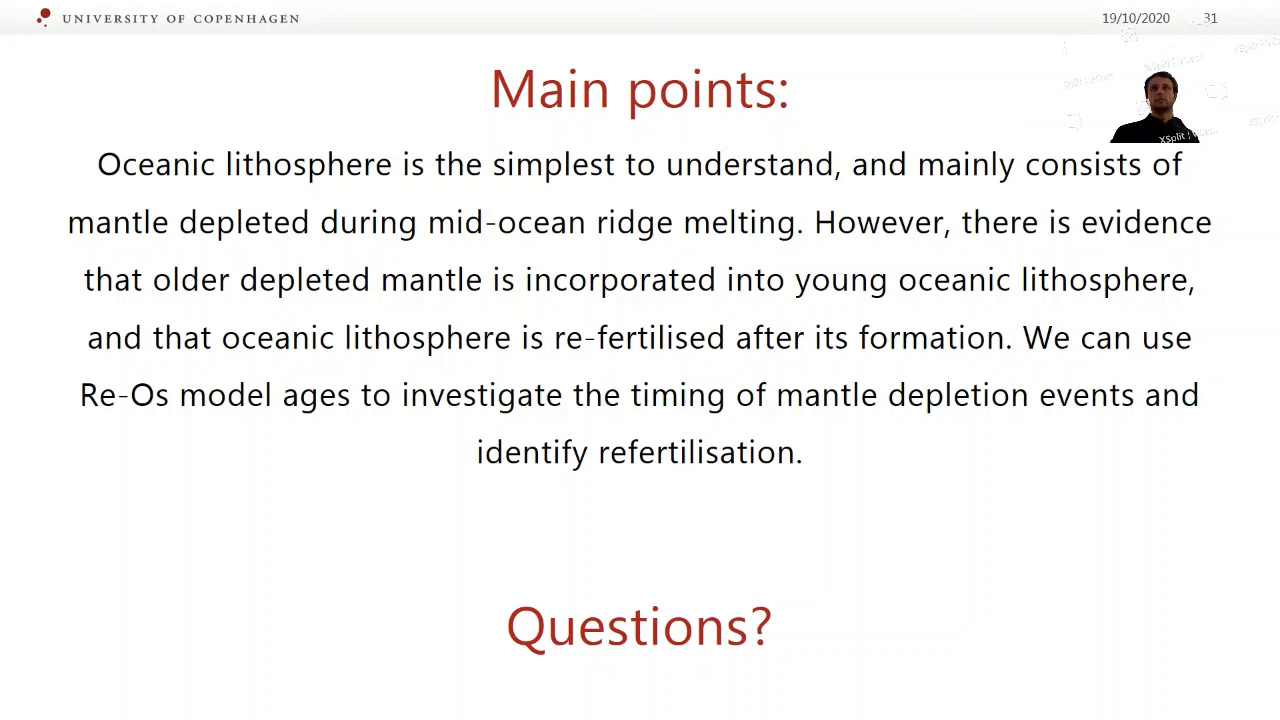 UNIVERSITY OF COPENHAGEN
19/10/2020 31
Main points:
Oceanic lithosphere is the simplest to understand, and mainly consists of
mantle depleted during mid-ocean ridge melting. However, there is evidence
that older depleted mantle is incorporated into young oceanic lithosphere,
and that oceanic lithosphere is re-fertilised after its formation. We can use
Re-Os model ages to investigate the timing of mantle depletion events and
identify refertilisation.
Questions?
XSplit